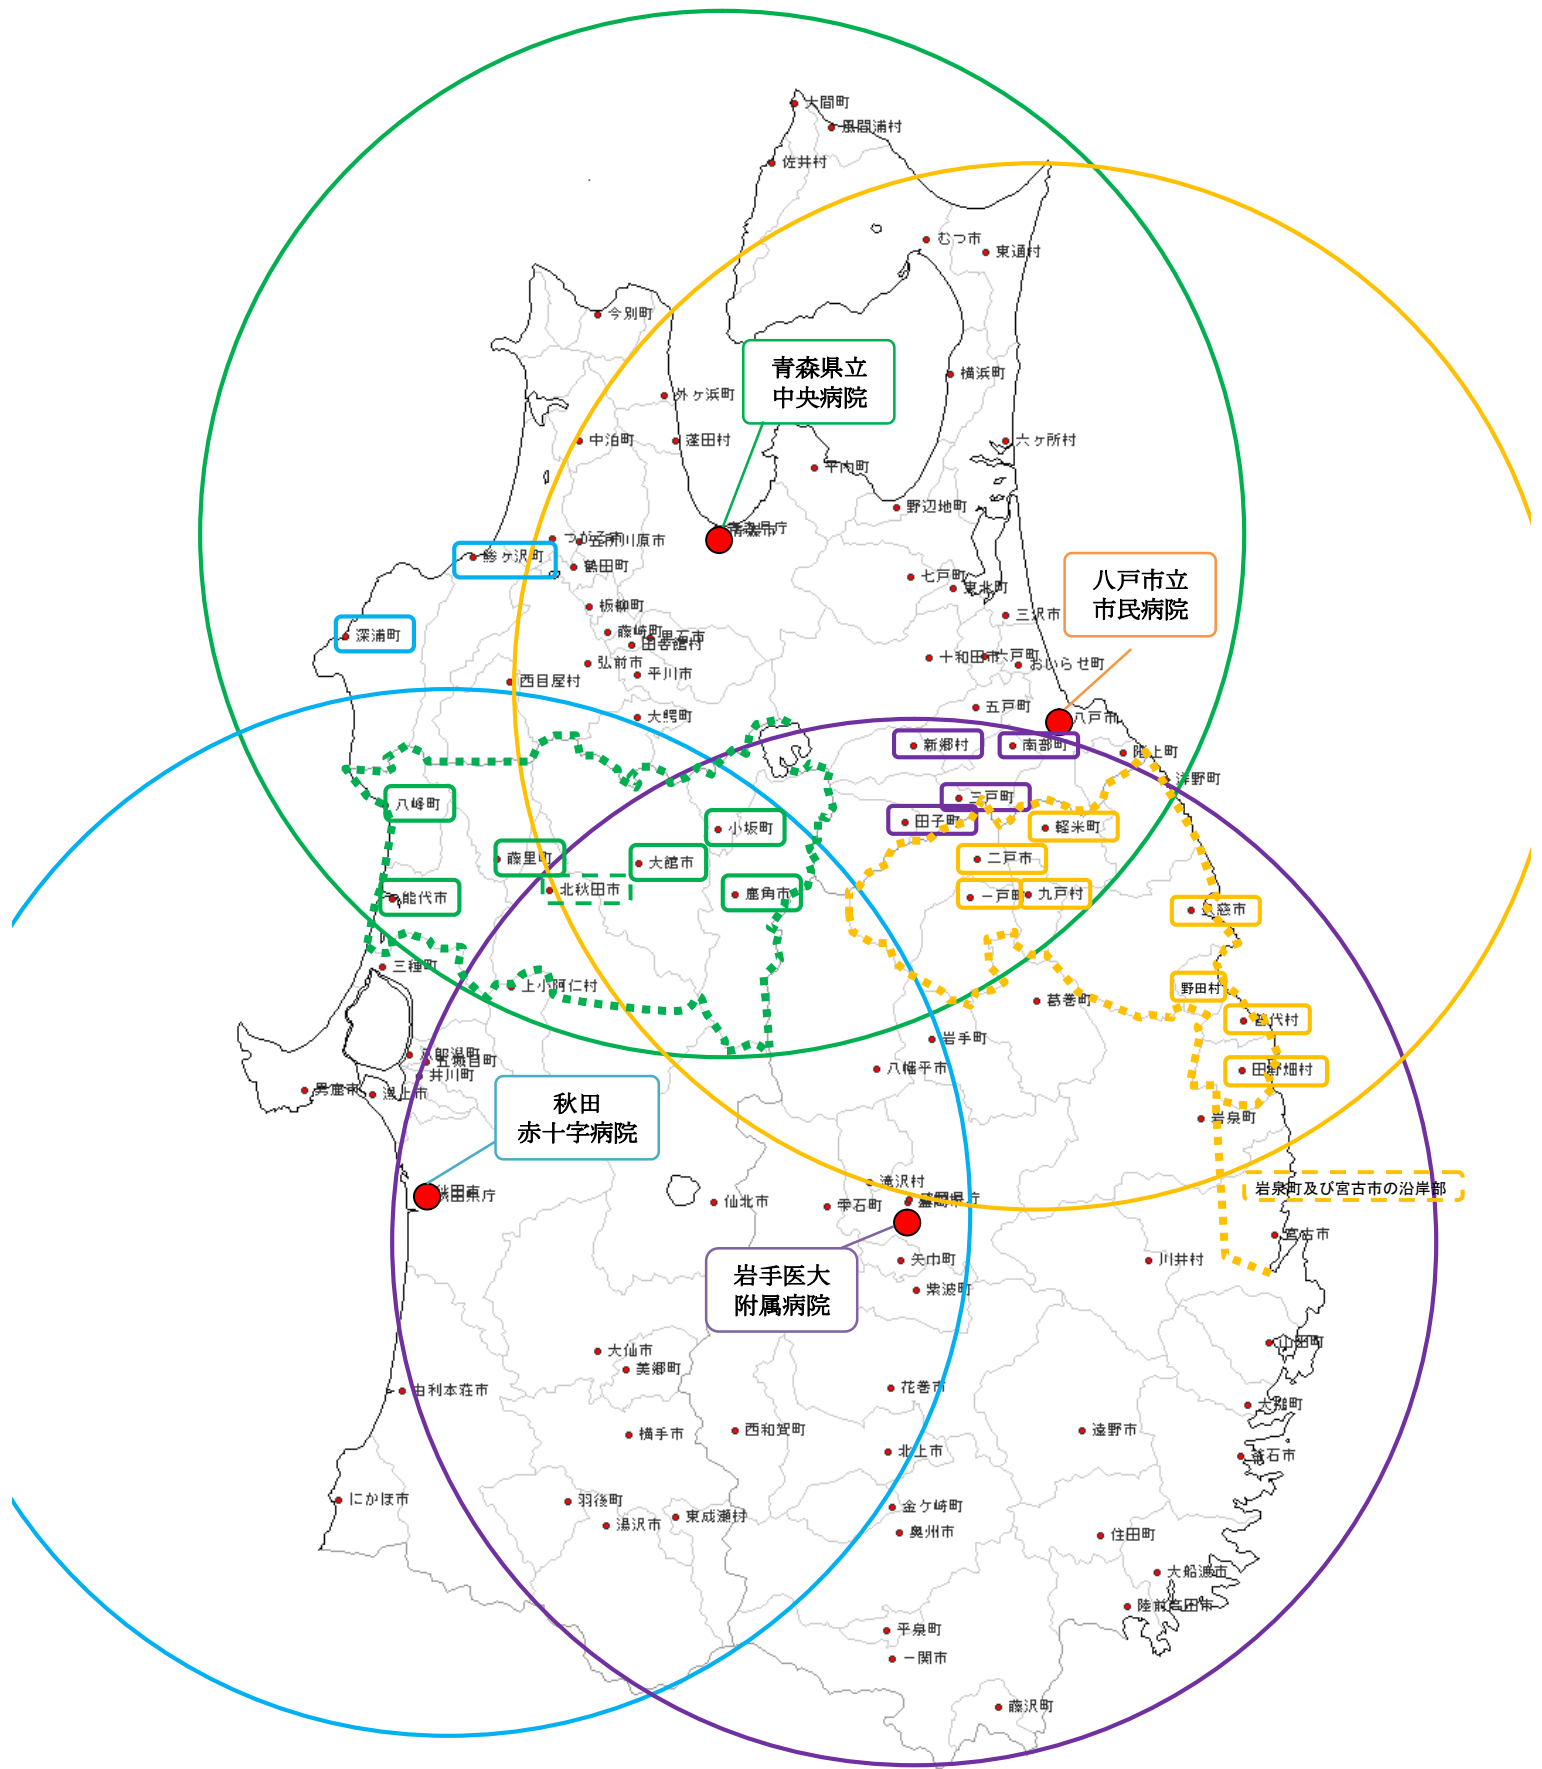 大間町
風間浦村
佐井村
むつ市
東通村
今別町
青森県立
中央病院
横浜町
外ヶ浜町
中泊町
蓬田村
六ヶ所村
平内町
野辺地町
五所川原市
鰺ヶ沢町
鶴田町
七戸町
東北町
八戸市立
市民病院
板柳町
三沢市
深浦町
藤崎町
黒石市
田舎館村
弘前市
平川市
十和田市
六戸町
おいらせ町
西目屋村
大鰐町
五戸町
八戸市
新郷村
南部町
階上町
洋野町
八峰町
三戸町
田子町
小坂町
軽米町
藤里町
大館市
二戸市
北秋田市
鹿角市
一戸町
九戸村
能代市
久慈市
三種町
上小阿仁村
野田村
葛巻町
普代村
岩手町
八郎潟町
五城目町
井川町
八幡平市
田野畑村
男鹿市
潟上市
秋田
赤十字病院
岩泉町
滝沢村
岩泉町及び宮古市の沿岸部
仙北市
雫石町
宮古市
矢巾町
川井村
岩手医大
附属病院
紫波町
山田町
大仙市
美郷町
由利本荘市
花巻市
大槌町
横手市
西和賀町
遠野市
北上市
釜石市
にかほ市
羽後町
東成瀬村
湯沢市
金ケ崎町
奥州市
住田町
大船渡市
陸前高田市
平泉町
一関市
藤沢町